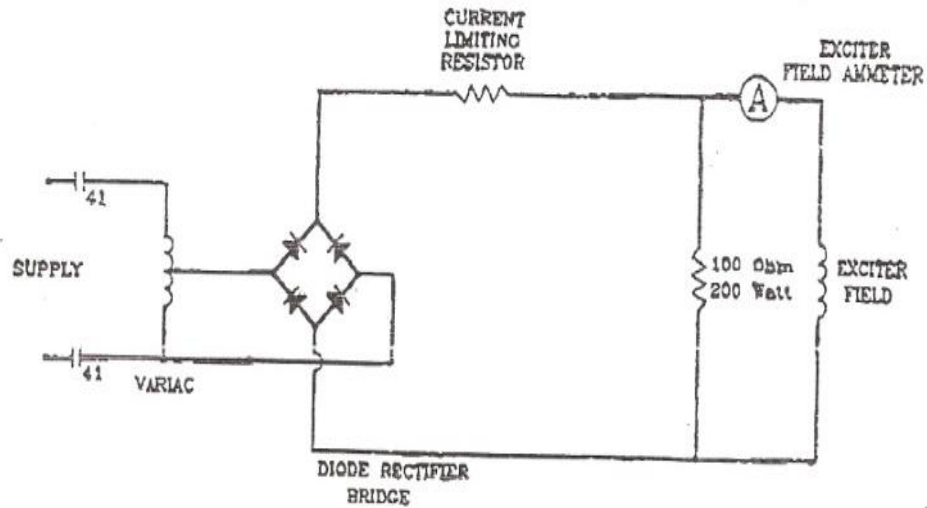 CURRENT
LIMITING
RESISTOR
EXCITER
FIELD AMMETER
A
41
SUPPLY
100 Ohm
200 Watt
EXCITER
FIELD
41
VARIAC
DIODE RECTIFIER
BRIDGE